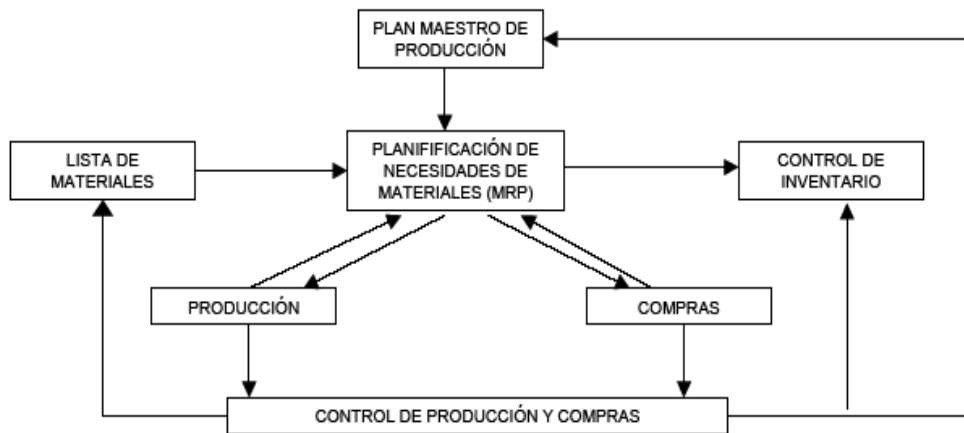 PLAN MAESTRO DE
PRODUCCIÓN
LISTA DE
MATERIALES
PLANIFIFICACIÓN DE
NECESIDADES DE
MATERIALES (MRP)
CONTROL DE
INVENTARIO
PRODUCCIÓN
COMPRAS
CONTROL DE PRODUCCIÓN Y COMPRAS